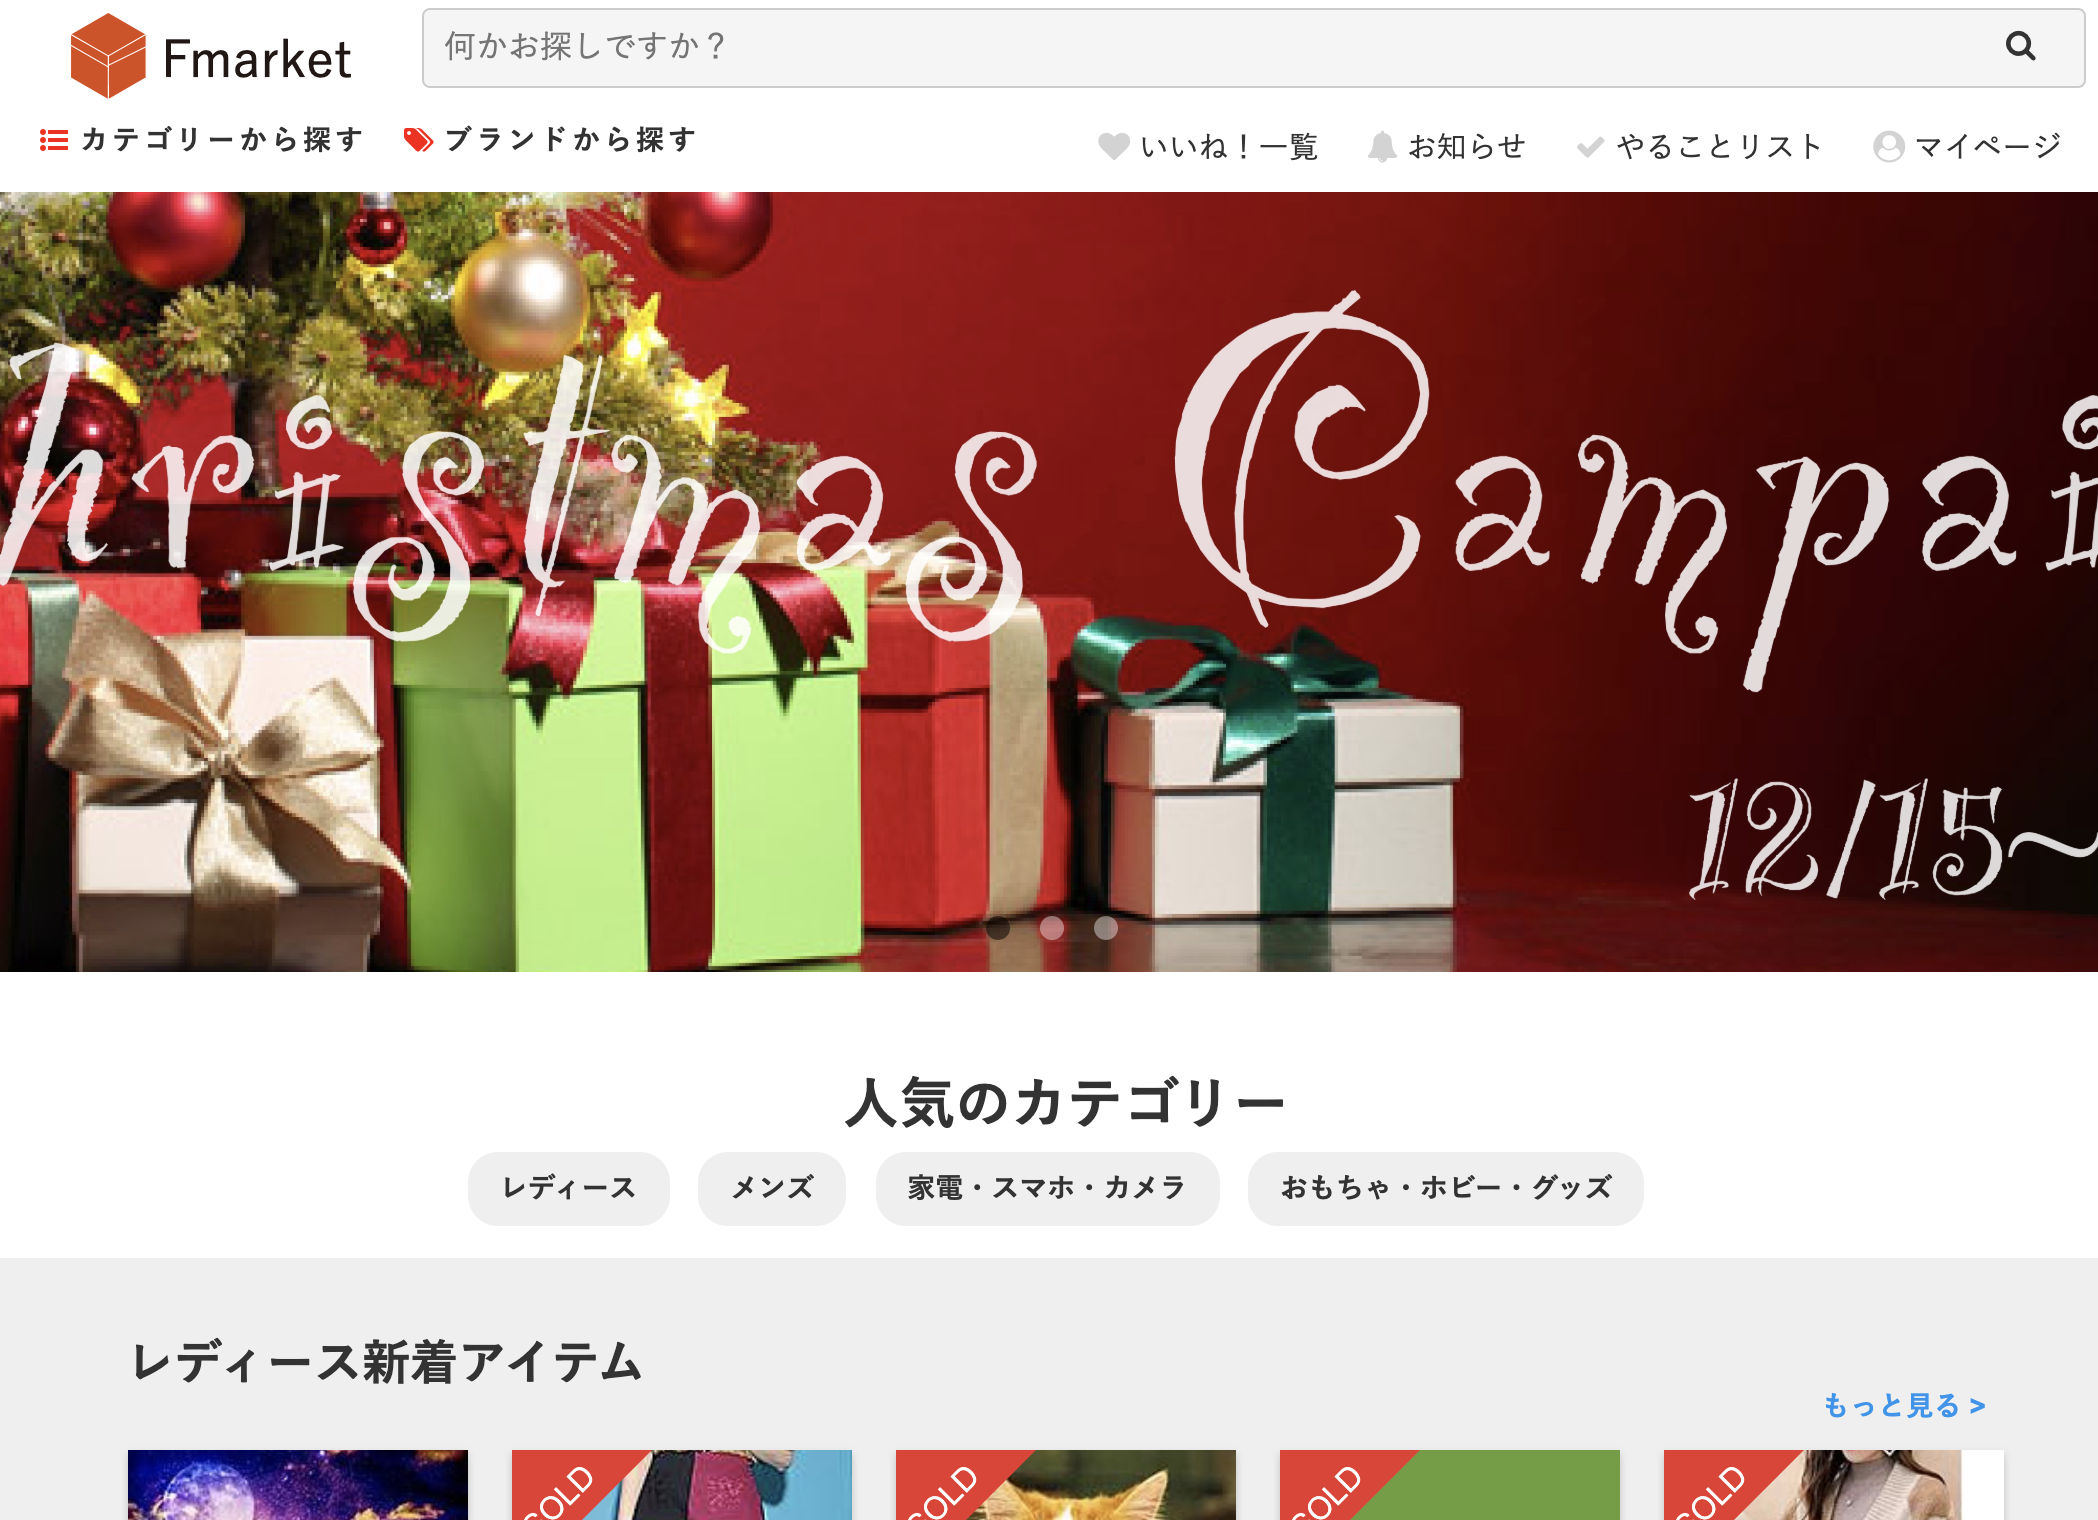 Fmarket
何かお探しですか？
カテゴリーから探す
ブランドから探す
いいね！一覧
お知らせ
やることリスト
マイページ
hristmas Campai
12/15~
人気のカテゴリー
レディース
メンズ
家電・スマホ・カメラ
おもちゃ・ホビー・グッズ
レディース新着アイテム
もっと見る >
SOLD
SOLD
SOLD
SOLD